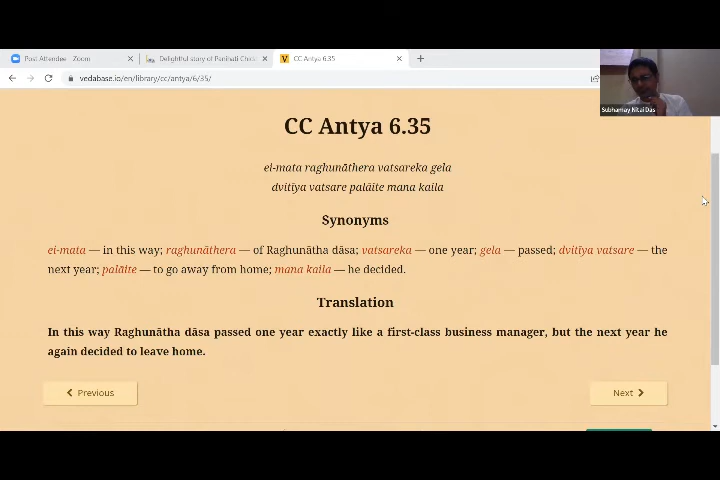 Post Attendee - Zoom
Delightful story of Panihati Chida
CC Antya 6.35
vedabase.io/en/library/cc/antya/6/35/
Subhamay Nitai Das
CC Antya 6.35
ei-mata raghunāthera vatsareka gela
dvitīya vatsare palāite mana kaila
Synonyms
ei-mata — in this way; raghunāthera — of Raghunātha dāsa; vatsareka — one year; gela — passed; dvitīya vatsare — the
next year; palāite — to go away from home; mana kaila — he decided.
Translation
In this way Raghunātha dāsa passed one year exactly like a first-class business manager, but the next year he
again decided to leave home.
Previous
Next